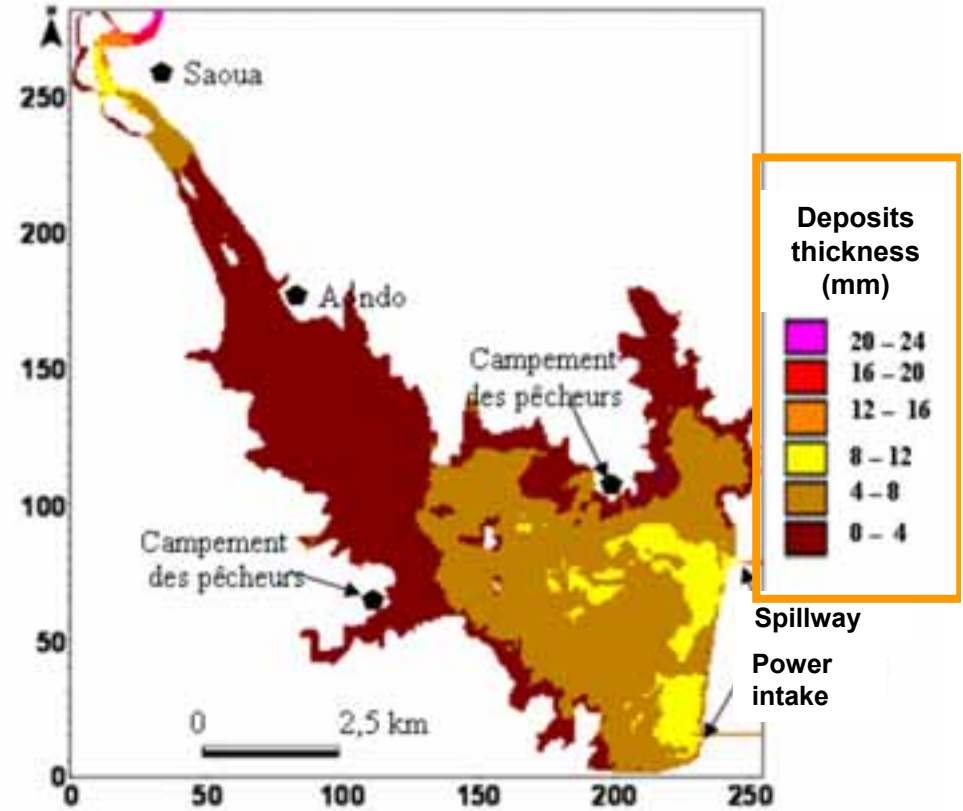 Saoua
250
200
Aondo
150
Campement
des pêcheurs
100
Campement
des pêcheurs
50
0
2,5 km
0
0
50
100
150
200
250
Deposits
thickness
(mm)
20 – 24
16 – 20
12 – 16
8 – 12
4 – 8
0 – 4
Spillway
Power
intake